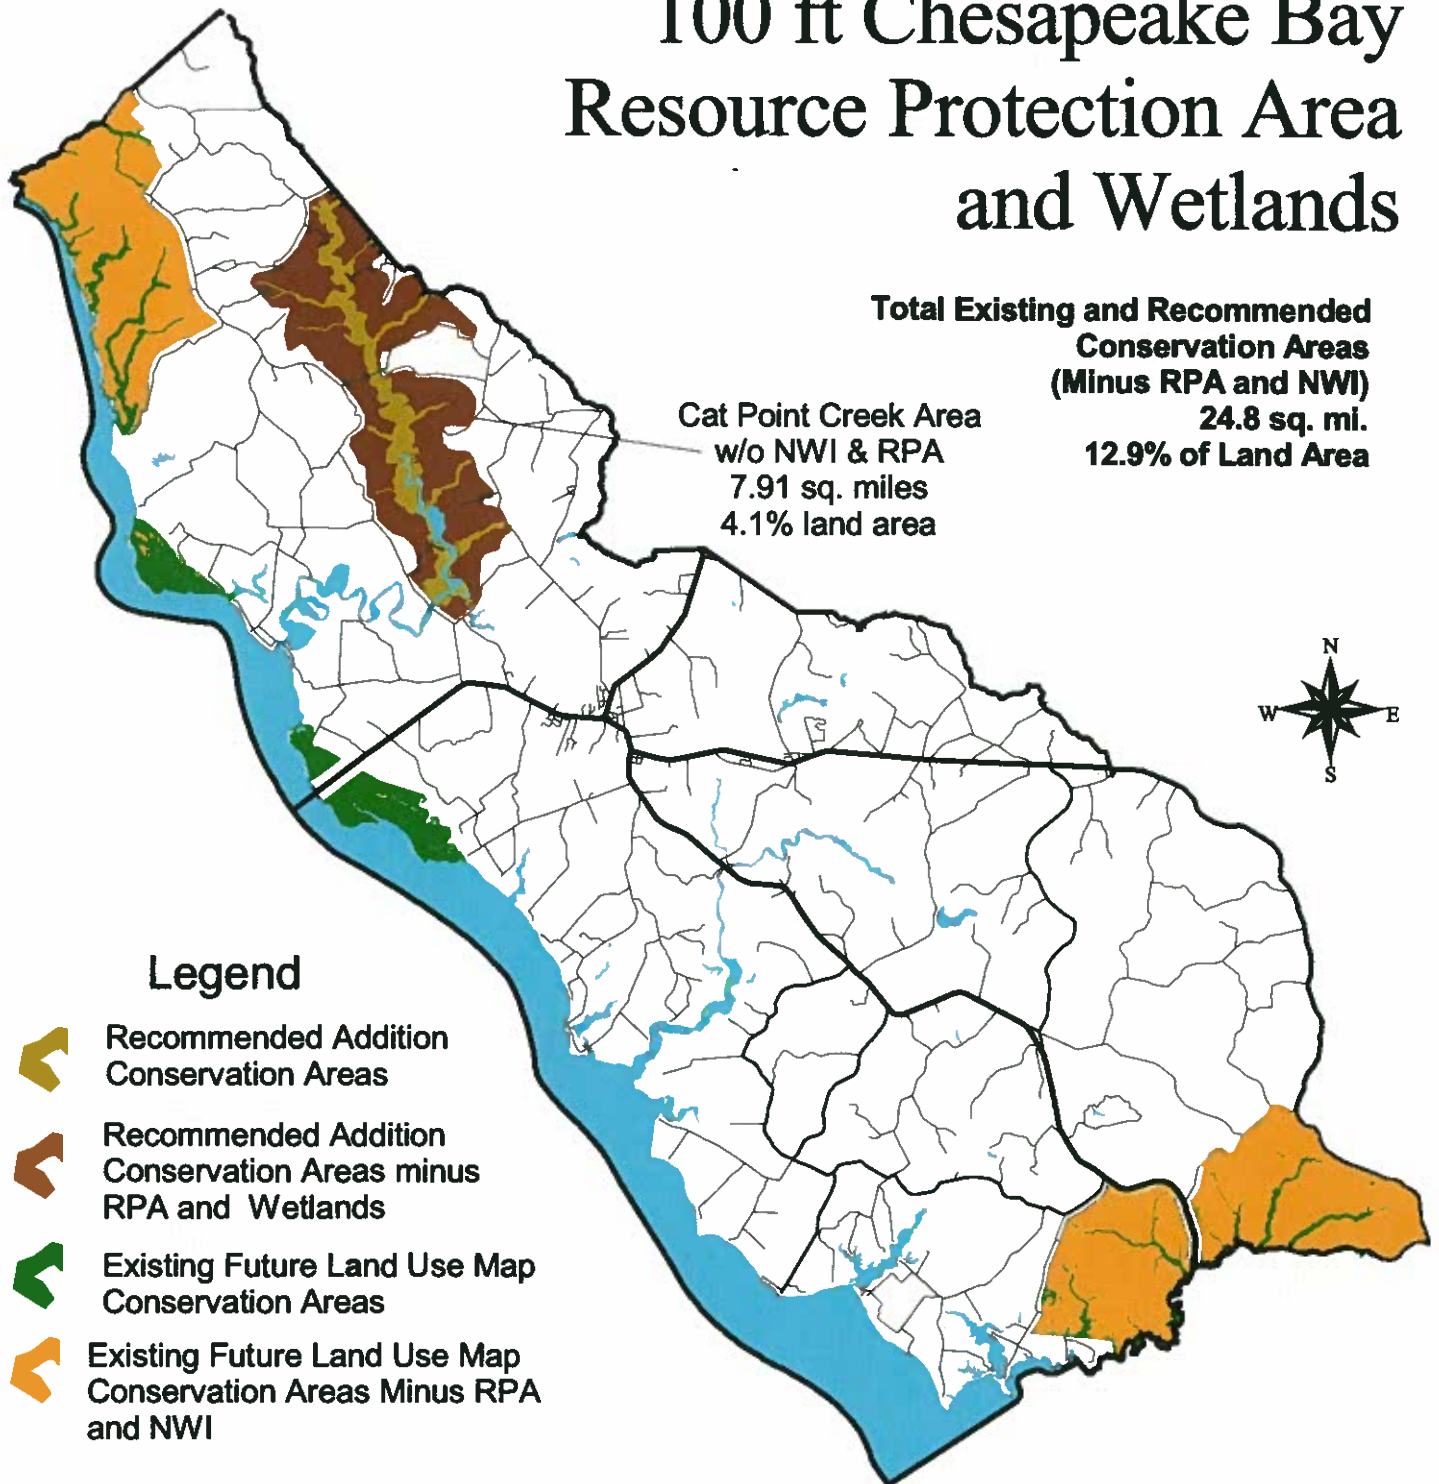 100 ft Chesapeake Bay
Resource Protection Area
and Wetlands
Total Existing and Recommended
Conservation Areas
(Minus RPA and NWI)
24.8 sq. mi.
12.9% of Land Area
Cat Point Creek Area
w/o NWI & RPA
7.91 sq. miles
4.1% land area
N
W
E
S
Legend
Recommended Addition
Conservation Areas
Recommended Addition
Conservation Areas minus
RPA and Wetlands
Existing Future Land Use Map
Conservation Areas
Existing Future Land Use Map
Conservation Areas Minus RPA
and NWI